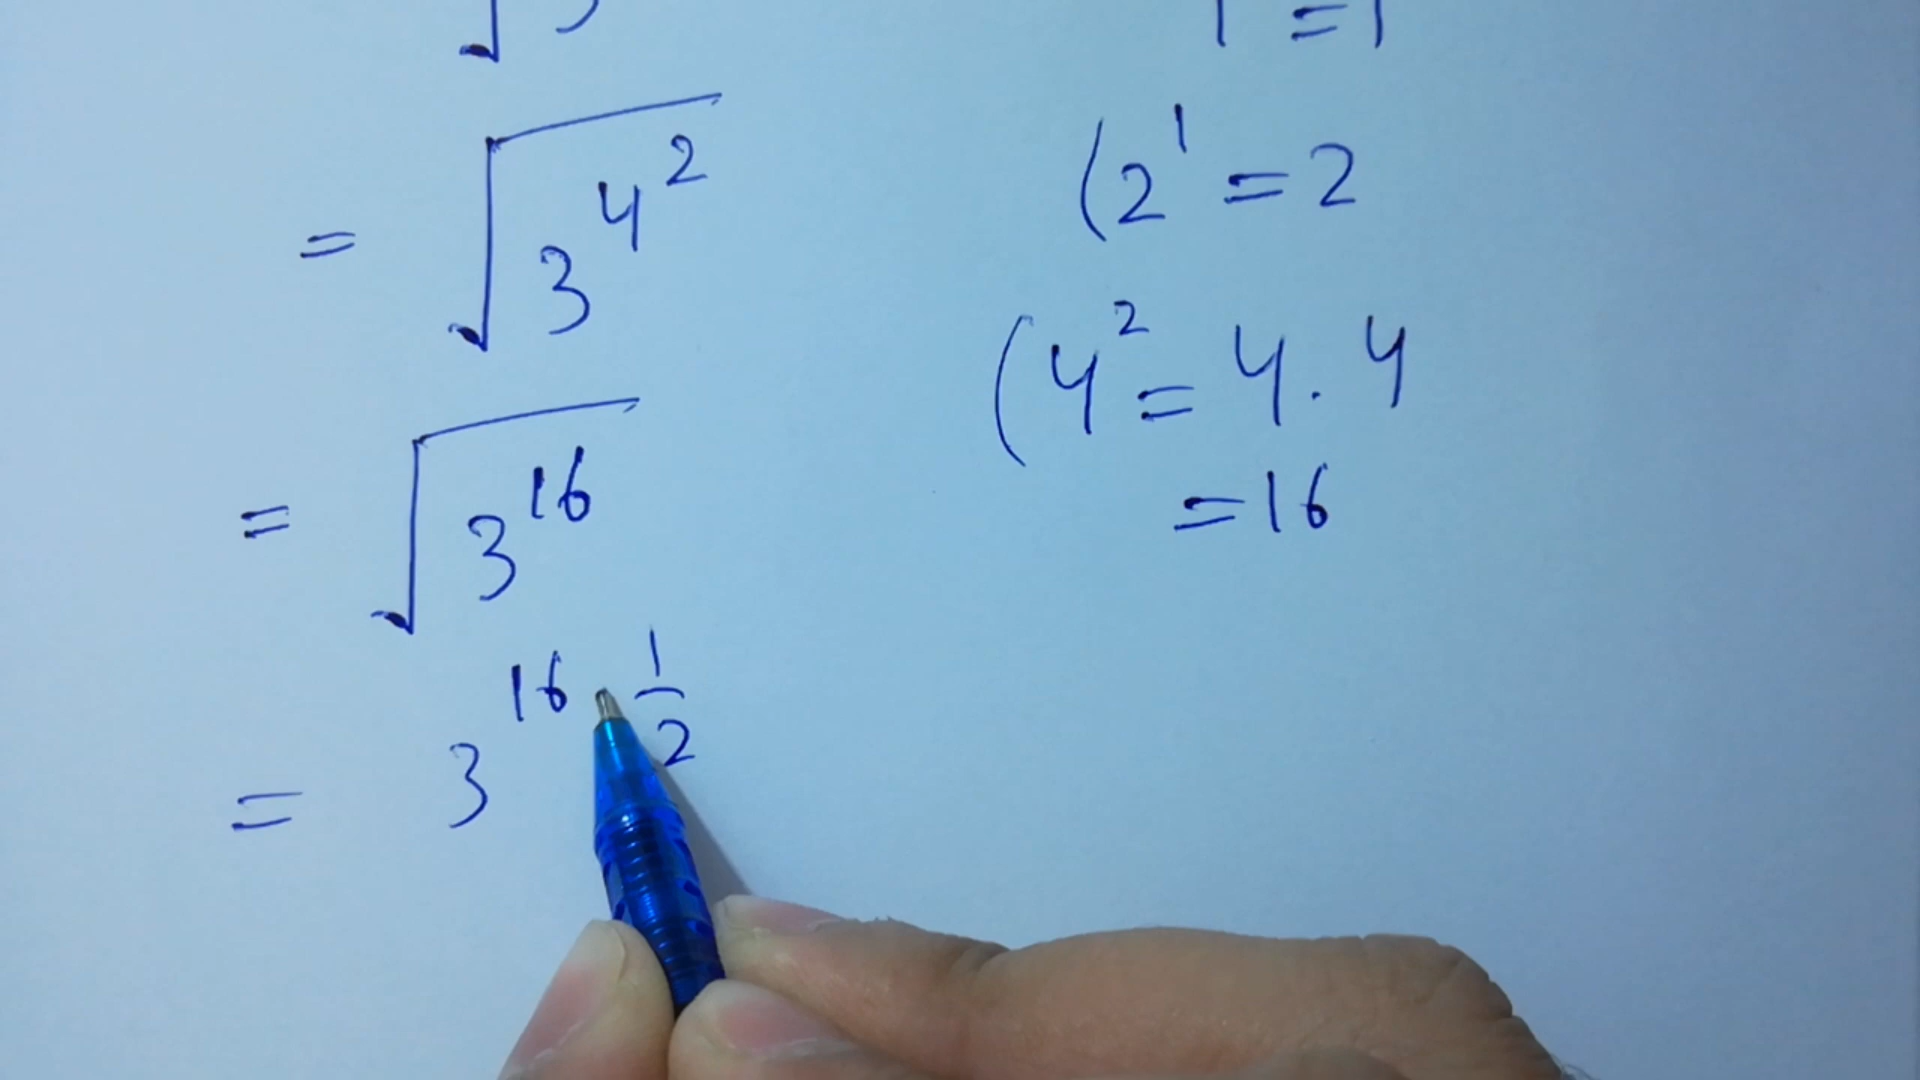 √3
1 = 1
= √3^4^2
(2^1 = 2
(4^2 = 4 . 4
= √3^16
= 16
= 3^16 · 1/2